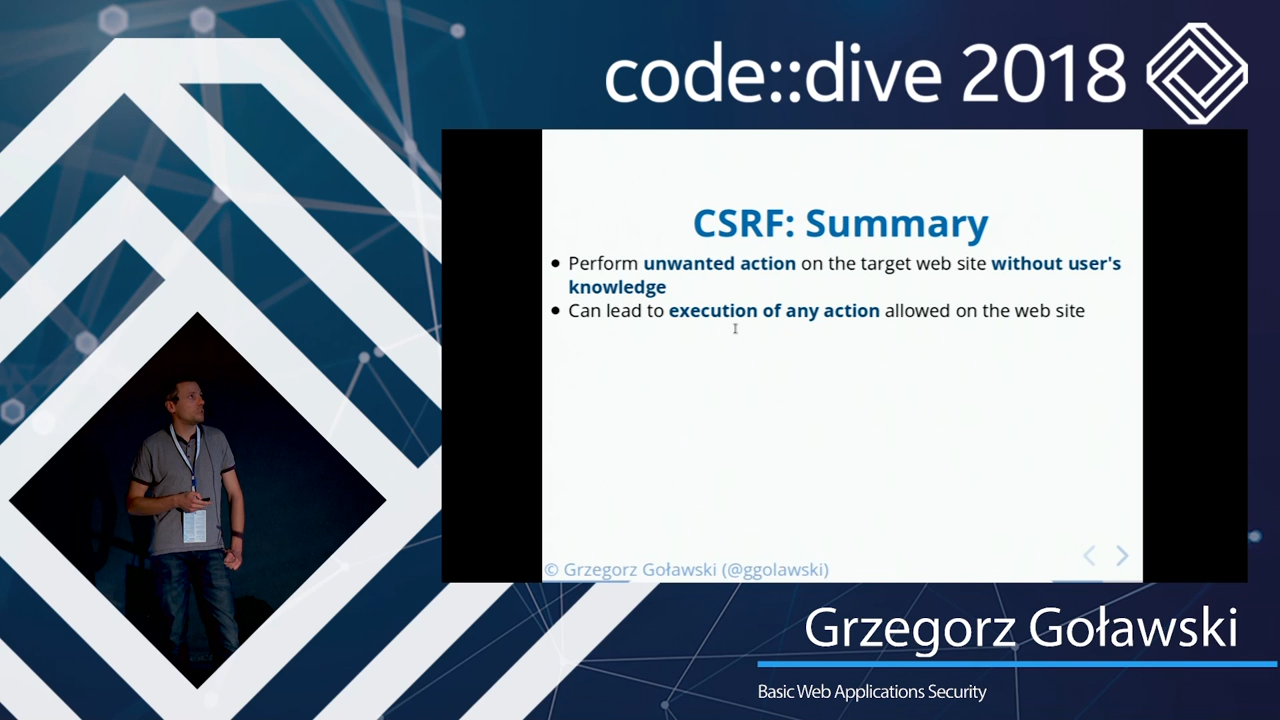 code::dive 2018
CSRF: Summary
• Perform unwanted action on the target web site without user's
knowledge
• Can lead to execution of any action allowed on the web site
© Grzegorz Goławski (@ggolawski)
Grzegorz Goławski
Basic Web Applications Security